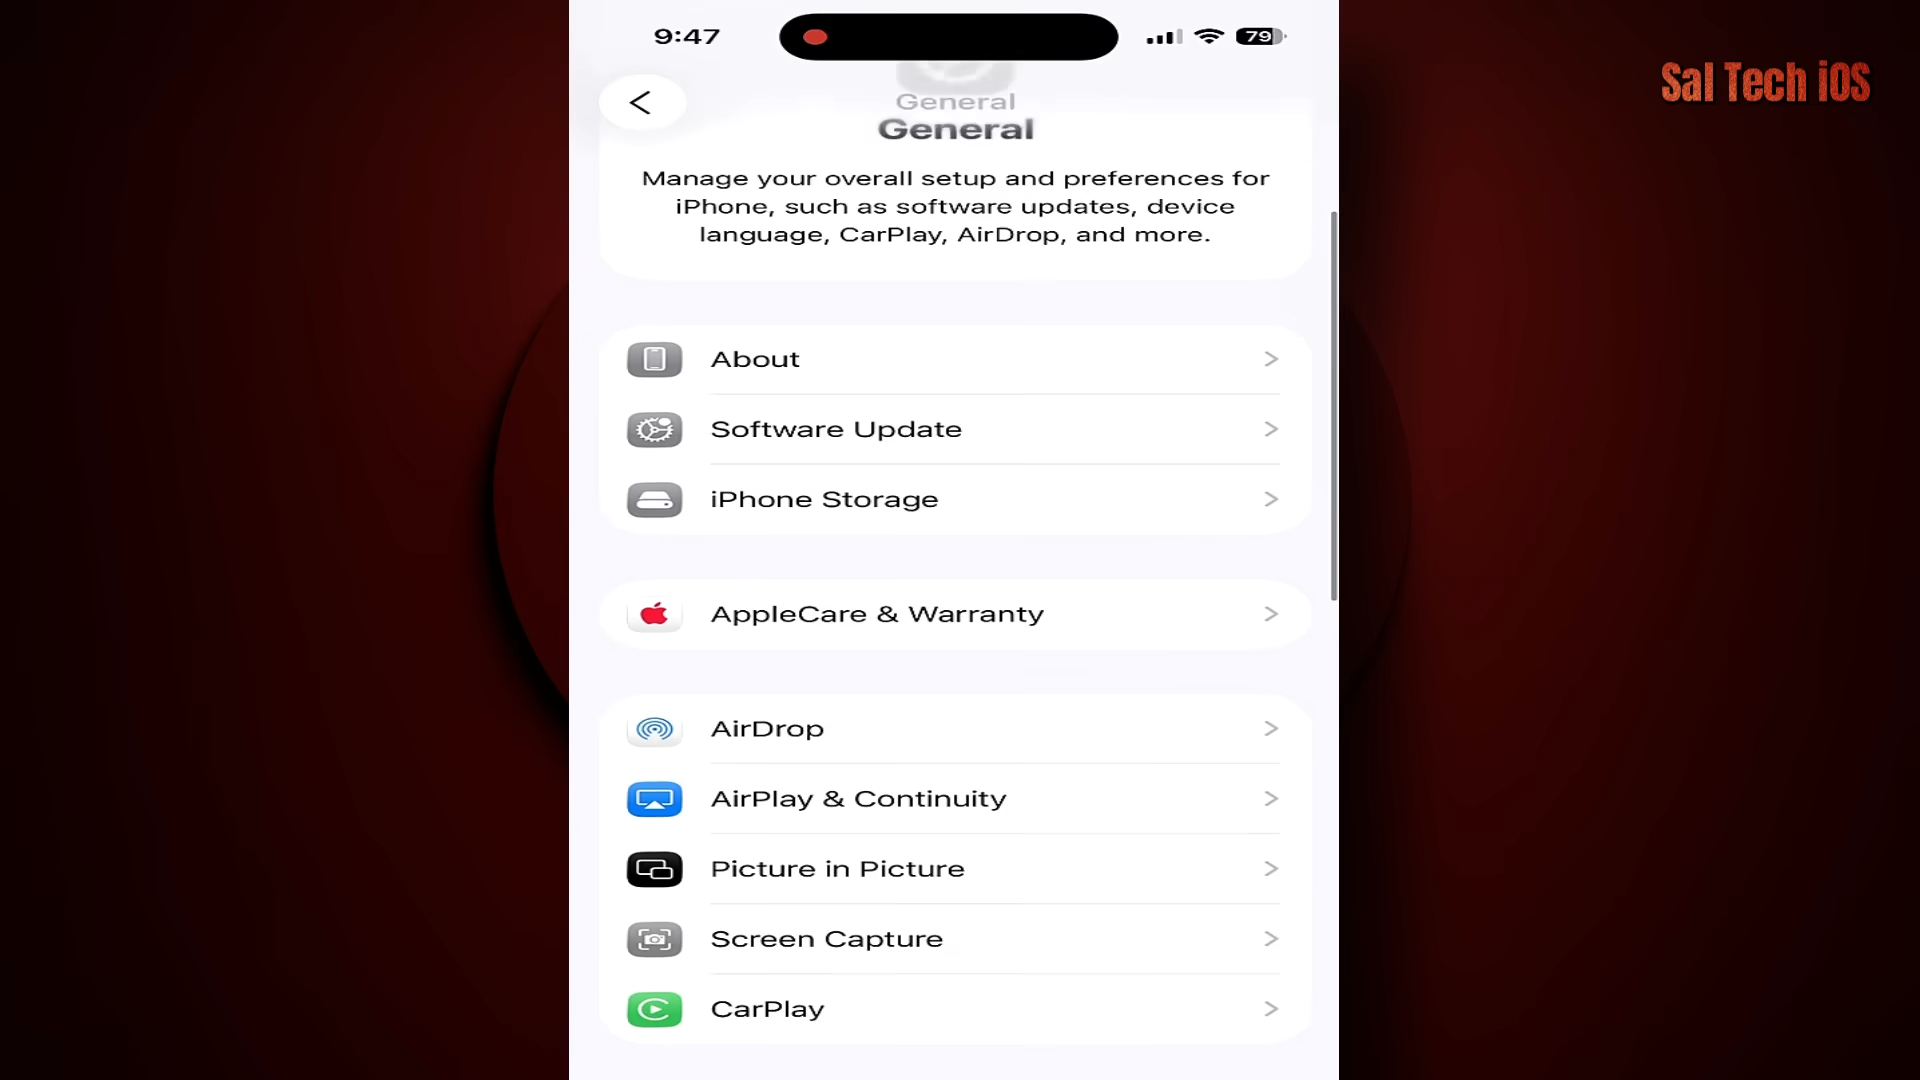 9:47
79
Sal Tech iOS
General
General
Manage your overall setup and preferences for
iPhone, such as software updates, device
language, CarPlay, AirDrop, and more.
About
Software Update
iPhone Storage
AppleCare & Warranty
AirDrop
AirPlay & Continuity
Picture in Picture
Screen Capture
CarPlay